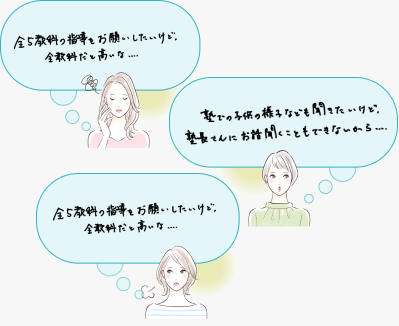 全5教科の指導をお願いしたいけど、
全教科だと高いな....
塾での子供の様子なども聞きたいけど、
塾長さんにお話聞くこともできないから....
全5教科の指導をお願いしたいけど、
全教科だと高いな....